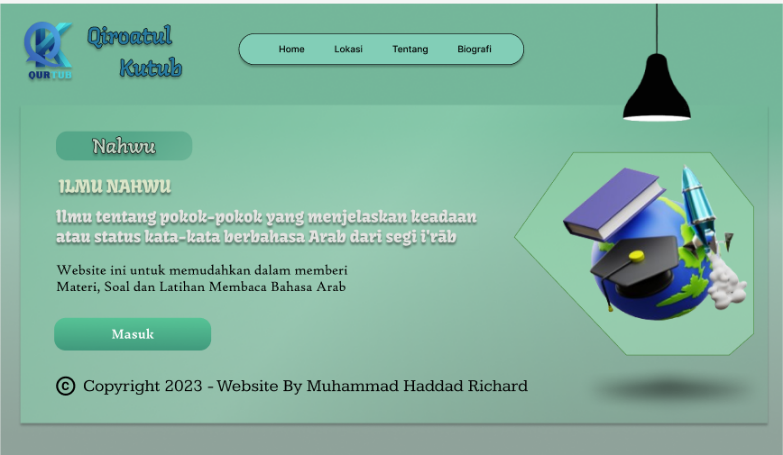 QURTUB
Qiroatul
Kutub
Home Lokasi Tentang Biografi
Nahwu
ILMU NAHWU
Ilmu tentang pokok-pokok yang menjelaskan keadaan
atau status kata-kata berbahasa Arab dari segi i'rāb
Website ini untuk memudahkan dalam memberi
Materi, Soal dan Latihan Membaca Bahasa Arab
Masuk
© Copyright 2023 - Website By Muhammad Haddad Richard